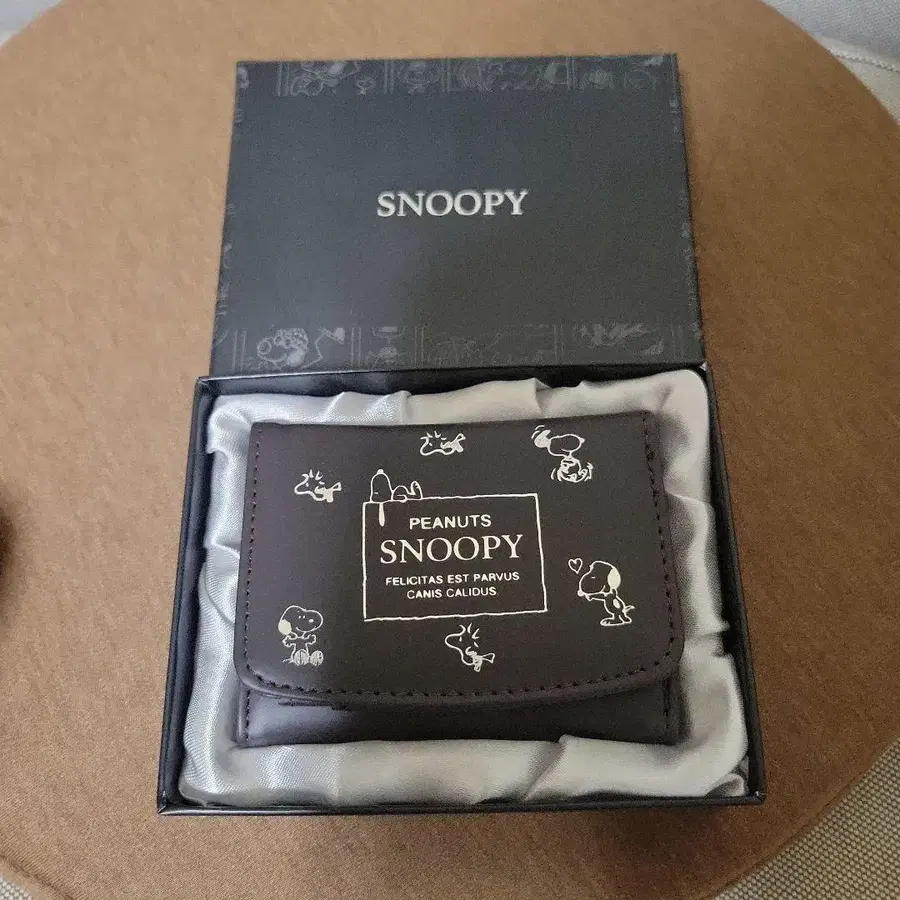 SNOOPY
PEANUTS
SNOOPY
FELICITAS EST PARVUS
CANIS CALIDUS